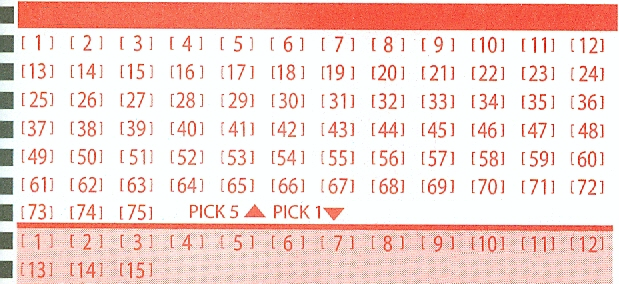 [ 1 ] [ 2 ] [ 3 ] [ 4 ] [ 5 ] [ 6 ] [ 7 ] [ 8 ] [ 9 ] [10] [11] [12]
[13] [14] [15] [16] [17] [18] [19] [20] [21] [22] [23] [24]
[25] [26] [27] [28] [29] [30] [31] [32] [33] [34] [35] [36]
[37] [38] [39] [40] [41] [42] [43] [44] [45] [46] [47] [48]
[49] [50] [51] [52] [53] [54] [55] [56] [57] [58] [59] [60]
[61] [62] [63] [64] [65] [66] [67] [68] [69] [70] [71] [72]
[73] [74] [75] PICK 5 ▲ PICK 1 ▼
[ 1 ] [ 2 ] [ 3 ] [ 4 ] [ 5 ] [ 6 ] [ 7 ] [ 8 ] [ 9 ] [10] [11] [12]
[13] [14] [15]